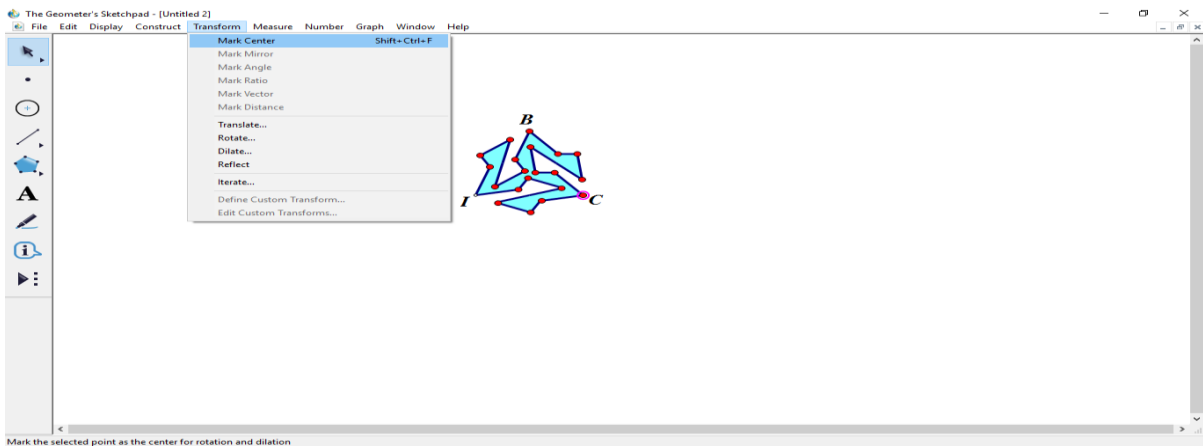 The Geometer's Sketchpad - [Untitled 2]
File Edit Display Construct Transform Measure Number Graph Window Help
Mark Center Shift+Ctrl+F
Mark Mirror
Mark Angle
Mark Ratio
Mark Vector
Mark Distance
Translate...
Rotate...
Dilate...
Reflect
Iterate...
Define Custom Transform...
Edit Custom Transforms...
B
I
C
A
i
Mark the selected point as the center for rotation and dilation